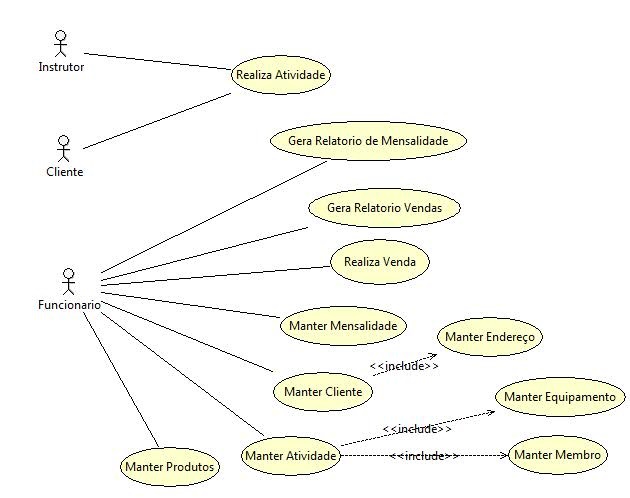 Instrutor
Realiza Atividade
Gera Relatorio de Mensalidade
Cliente
Gera Relatorio Vendas
Realiza Venda
Funcionario
Manter Mensalidade
Manter Endereço
<<include>>
Manter Cliente
Manter Equipamento
<<include>>
Manter Atividade
<<include>>
Manter Membro
Manter Produtos